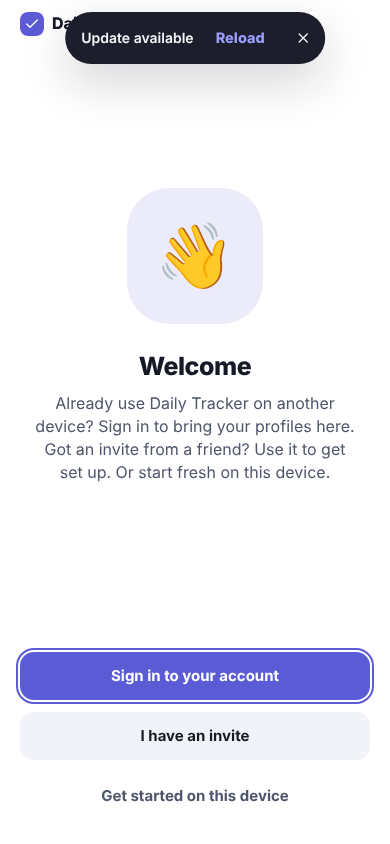 Update available Reload
Welcome
Already use Daily Tracker on another
device? Sign in to bring your profiles here.
Got an invite from a friend? Use it to get
set up. Or start fresh on this device.
Sign in to your account
I have an invite
Get started on this device